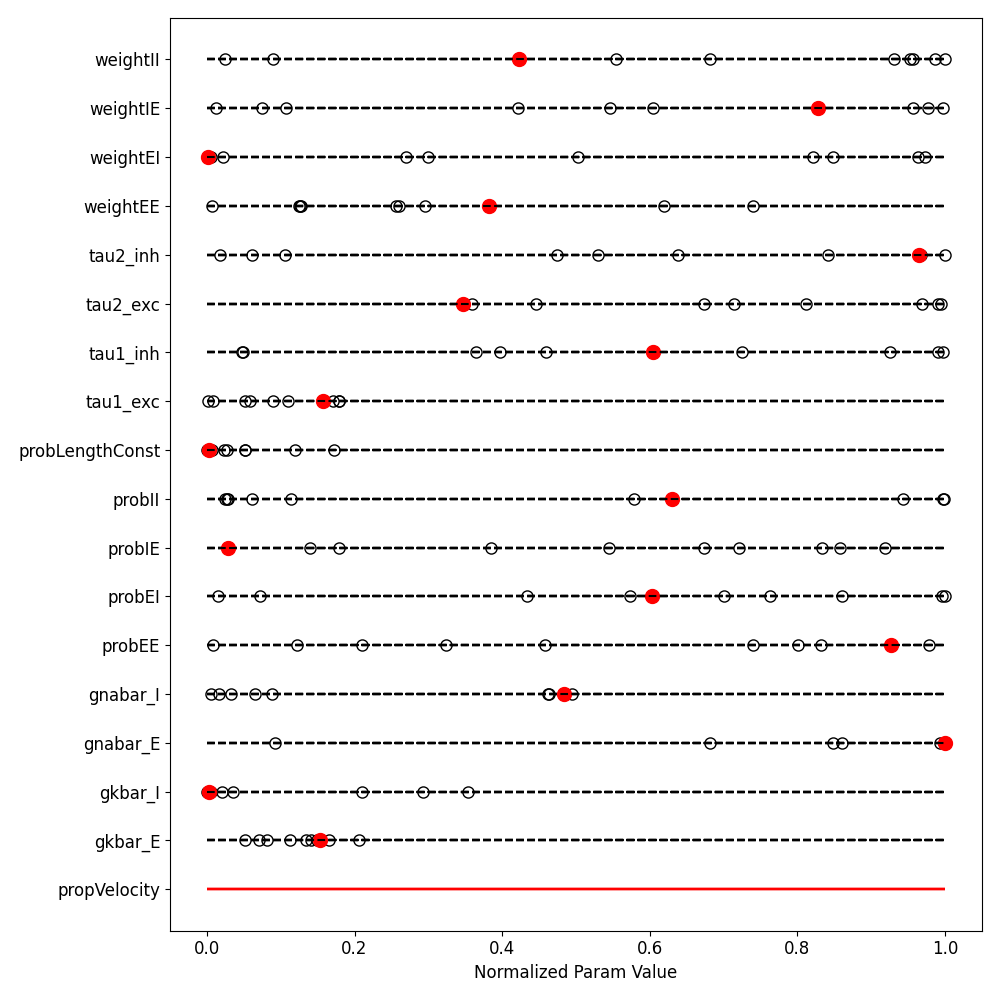 weightII
weightIE
weightEI
weightEE
tau2_inh
tau2_exc
tau1_inh
tau1_exc
probLengthConst
probII
probIE
probEI
probEE
gnabar_I
gnabar_E
gkbar_I
gkbar_E
propVelocity
0.0 0.2 0.4 0.6 0.8 1.0
Normalized Param Value